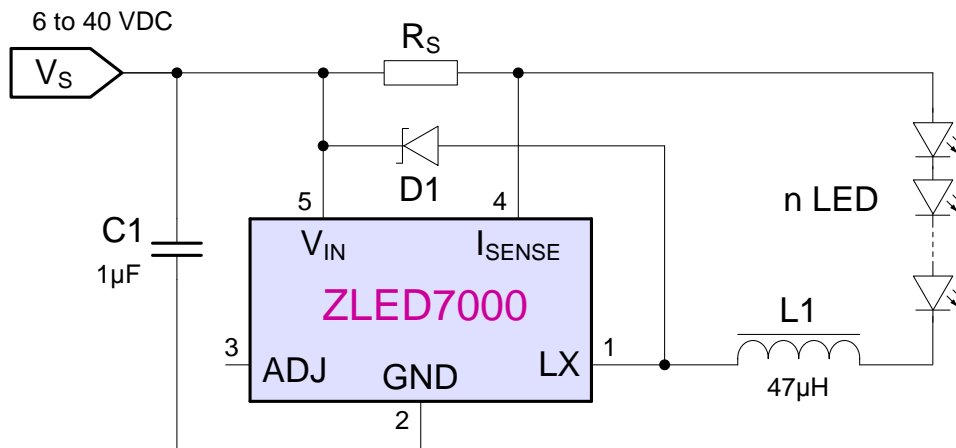 6 to 40 VDC
VS
RS
D1
5
4
n LED
C1
1µF
VIN
ISENSE
ZLED7000
L1
3
1
ADJ
LX
GND
47µH
2